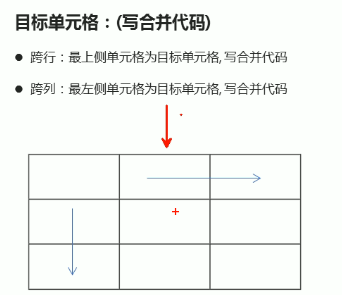 目标单元格：(写合并代码)
● 跨行：最上侧单元格为目标单元格, 写合并代码
● 跨列：最左侧单元格为目标单元格, 写合并代码